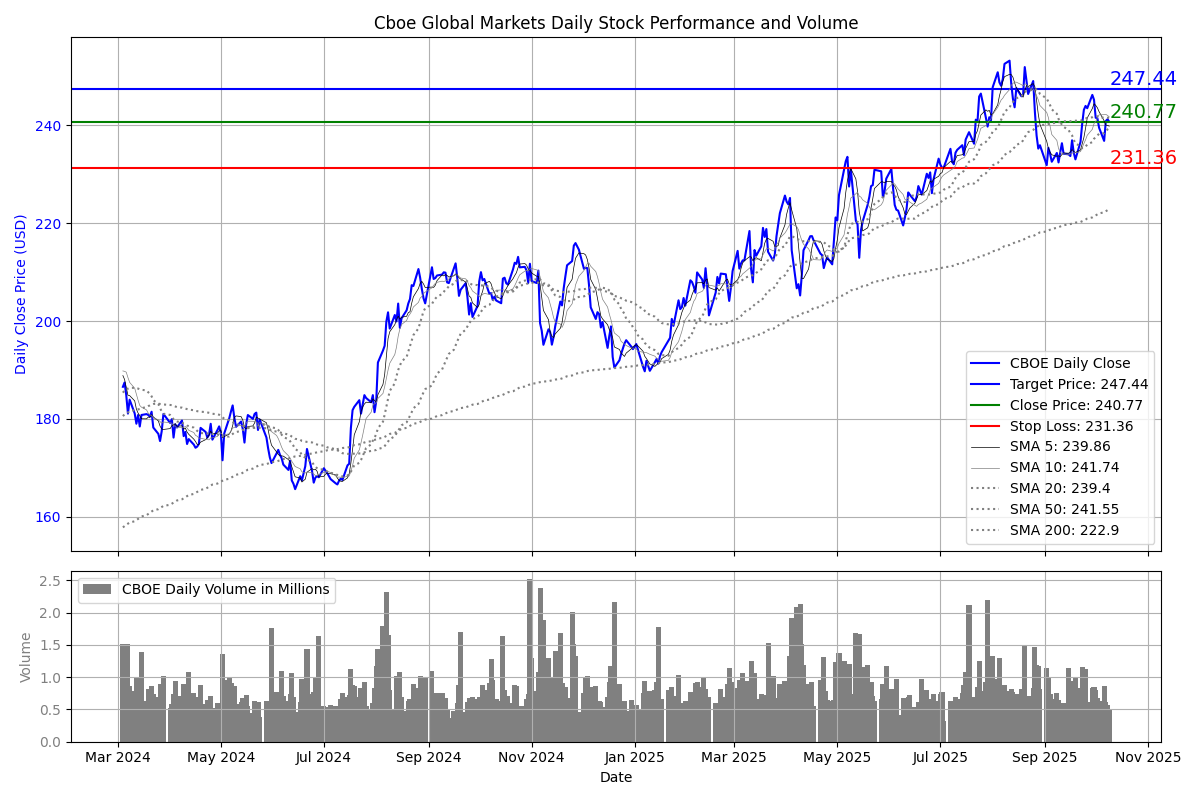 Cboe Global Markets Daily Stock Performance and Volume
Daily Close Price (USD)
240
220
200
180
160
247.44
240.77
231.36
CBOE Daily Close
Target Price: 247.44
Close Price: 240.77
Stop Loss: 231.36
SMA 5: 239.86
SMA 10: 241.74
SMA 20: 239.4
SMA 50: 241.55
SMA 200: 222.9
Volume
2.5
2.0
1.5
1.0
0.5
0.0
CBOE Daily Volume in Millions
Mar 2024 May 2024 Jul 2024 Sep 2024 Nov 2024 Jan 2025 Mar 2025 May 2025 Jul 2025 Sep 2025 Nov 2025
Date